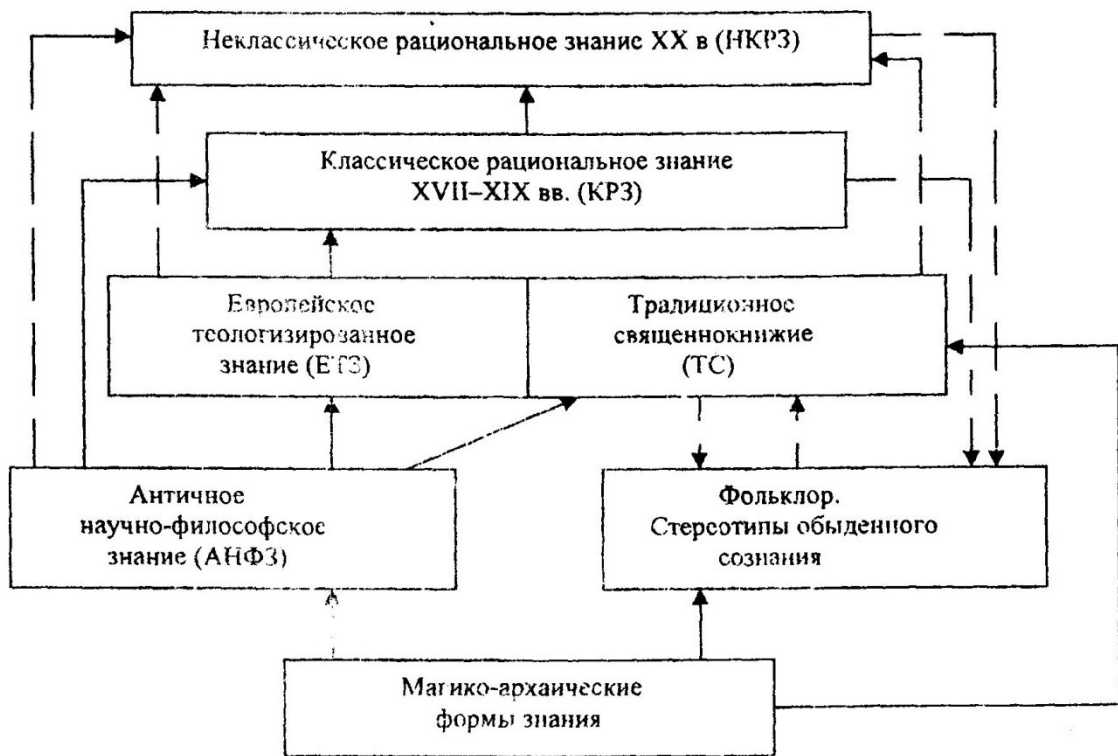 Неклассическое рациональное знание XX в (НКРЗ)
Классическое рациональное знание
XVII–XIX вв. (КРЗ)
Европейское
теологизированное
знание (ЕТЗ)
Традиционное
священнокнижие
(ТС)
Античное
научно-философское
знание (АНФЗ)
Фольклор.
Стереотипы обыденного
сознания
Магико-архаические
формы знания